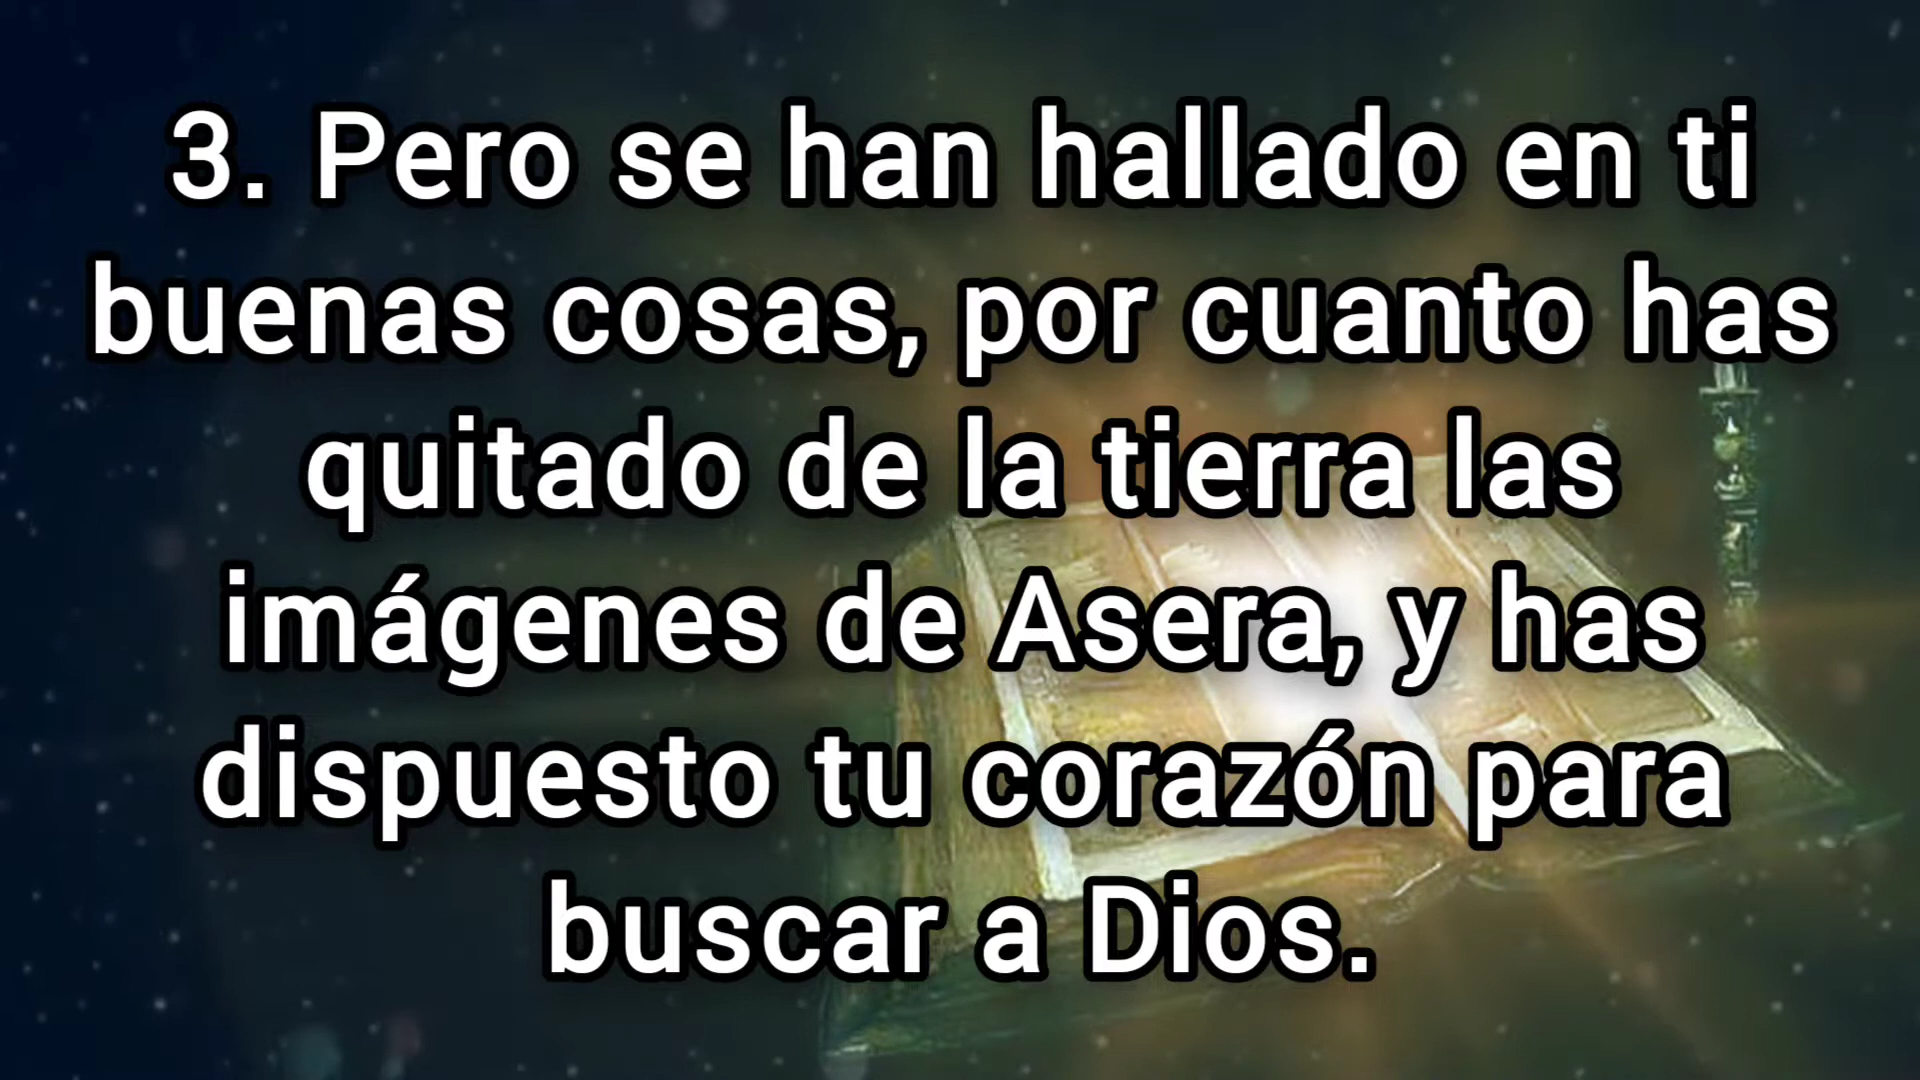 3. Pero se han hallado en ti
buenas cosas, por cuanto has
quitado de la tierra las
imágenes de Asera, y has
dispuesto tu corazón para
buscar a Dios.